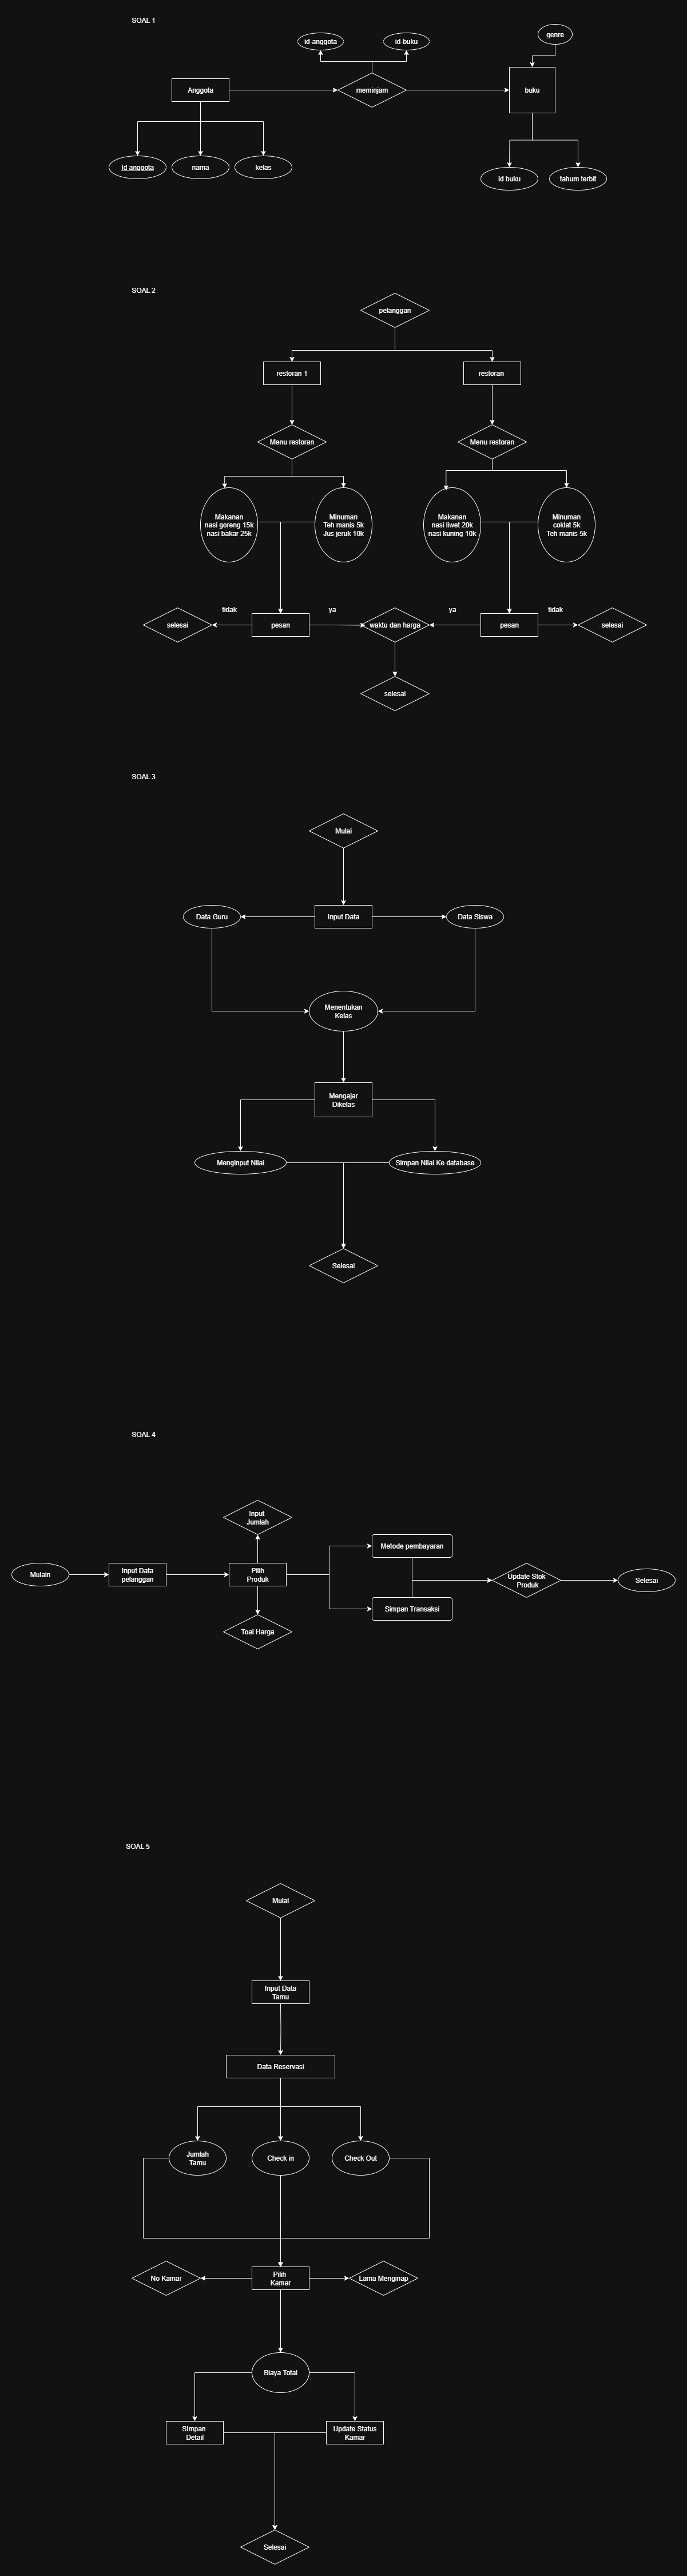 SOAL 1
genre
id-anggota
id-buku
Anggota
meminjam
buku
Id anggota
nama
kelas
id buku
tahum terbit
SOAL 2
pelanggan
restoran 1
restoran
Menu restoran
Menu restoran
Makanan
nasi goreng 15k
nasi bakar 25k
Minuman
Teh manis 5k
Jus jeruk 10k
Makanan
nasi liwet 20k
nasi kuning 10k
Minuman
coklat 5k
Teh manis 5k
tidak
ya
ya
tidak
selesai
pesan
waktu dan harga
pesan
selesai
selesai
SOAL 3
Mulai
Data Guru
Input Data
Data Siswa
Menentukan
Kelas
Mengajar
Dikelas
Menginput Nilai
Simpan Nilai Ke database
Selesai
SOAL 4
Input
Jumlah
Metode pembayaran
Mulain
Input Data
pelanggan
Pilih
Produk
Update Stok
Produk
Selesai
Simpan Transaksi
Toal Harga
SOAL 5
Mulai
Input Data
Tamu
Data Reservasi
Jumlah
Tamu
Check in
Check Out
No Kamar
Pilih
Kamar
Lama Menginap
Biaya Total
SImpan
Detail
Update Status
Kamar
Selesai